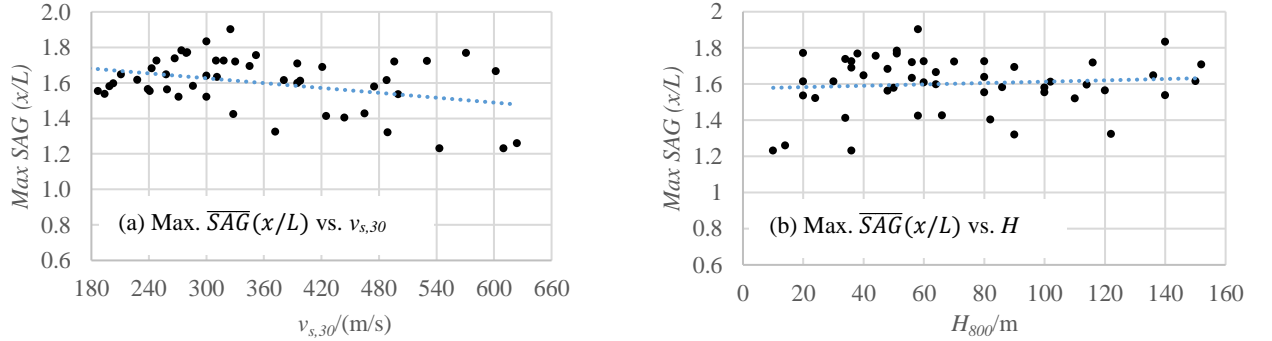 2.0
1.8
1.6
1.4
1.2
1.0
0.8
0.6
Max SAG (x/L)
(a) Max. S̅A̅G̅(x/L) vs. vs,30
180 240 300 360 420 480 540 600 660
vs,30/(m/s)
2
1.8
1.6
1.4
1.2
1
0.8
0.6
Max SAG (x/L)
(b) Max. S̅A̅G̅(x/L) vs. H
0 20 40 60 80 100 120 140 160
H800/m